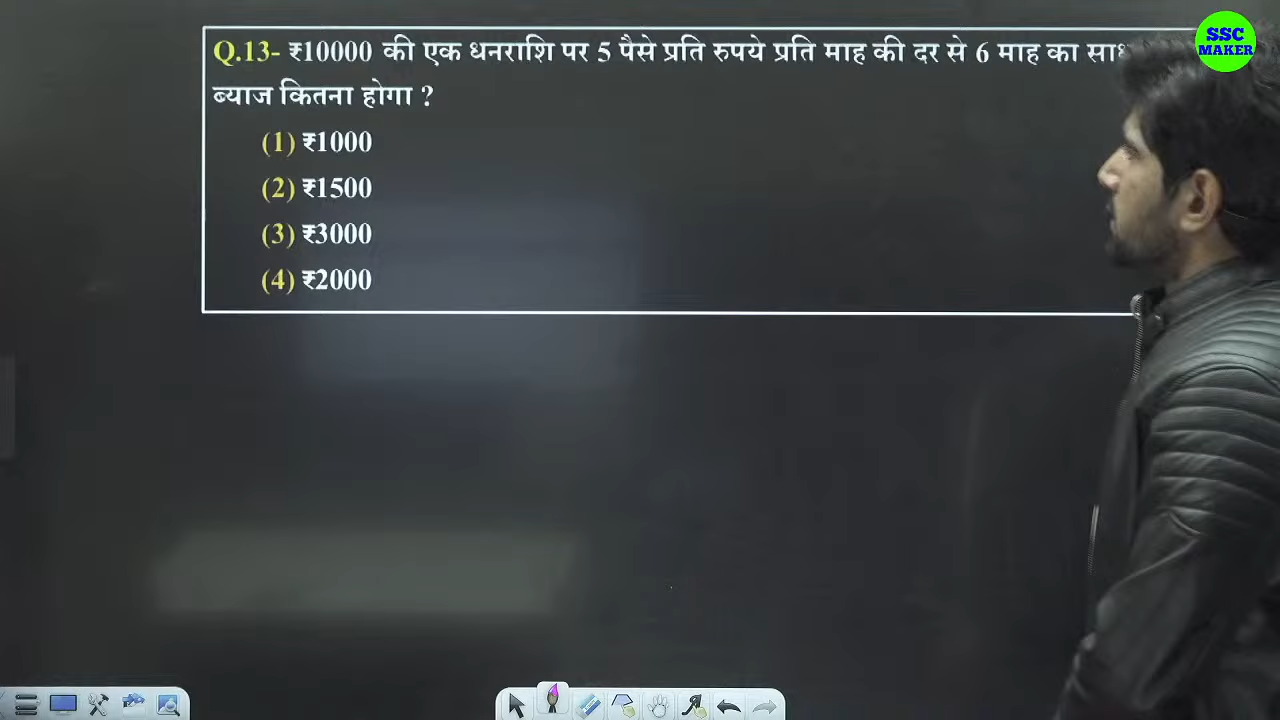 Q.13- ₹10000 की एक धनराशि पर 5 पैसे प्रति रुपये प्रति माह की दर से 6 माह का
ब्याज कितना होगा ?
(1) ₹1000
(2) ₹1500
(3) ₹3000
(4) ₹2000
SSC
MAKER